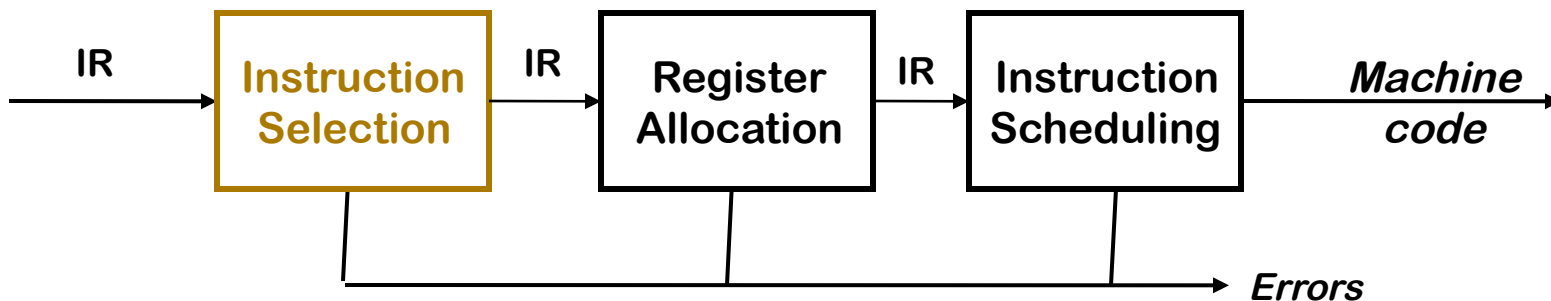 IR
Instruction
Selection
IR
Register
Allocation
IR
Instruction
Scheduling
Machine
code
Errors